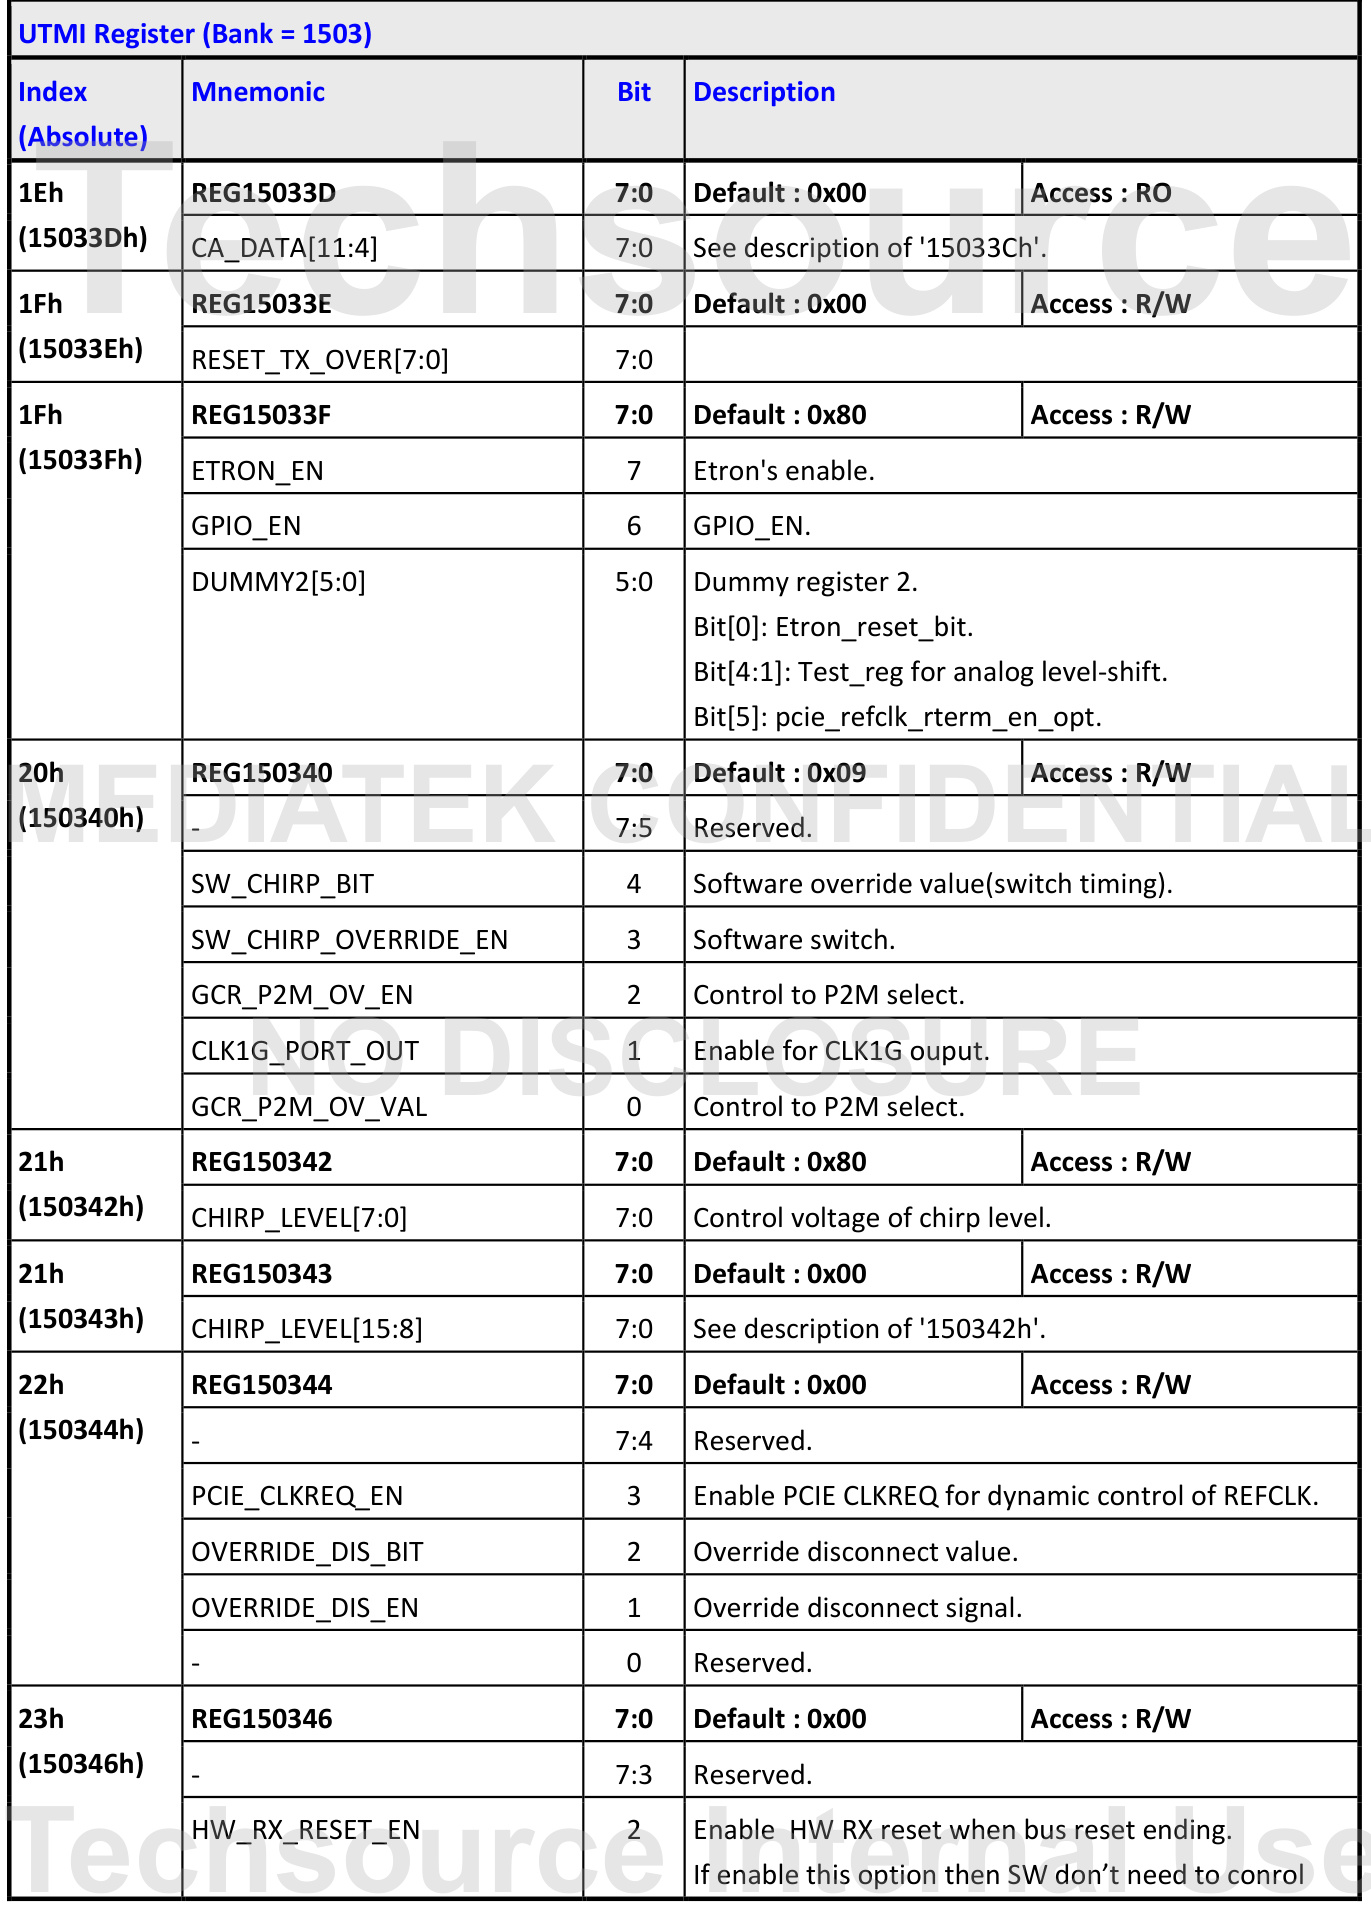 UTMI Register (Bank = 1503)
Index (Absolute) Mnemonic Bit Description
1Eh (15033Dh) REG15033D 7:0 Default : 0x00 Access : RO
CA_DATA[11:4] 7:0 See description of '15033Ch'.
1Fh (15033Eh) REG15033E 7:0 Default : 0x00 Access : R/W
RESET_TX_OVER[7:0] 7:0
1Fh (15033Fh) REG15033F 7:0 Default : 0x80 Access : R/W
ETRON_EN 7 Etron's enable.
GPIO_EN 6 GPIO_EN.
DUMMY2[5:0] 5:0 Dummy register 2.
Bit[0]: Etron_reset_bit.
Bit[4:1]: Test_reg for analog level-shift.
Bit[5]: pcie_refclk_rterm_en_opt.
20h (150340h) REG150340 7:0 Default : 0x09 Access : R/W
- 7:5 Reserved.
SW_CHIRP_BIT 4 Software override value(switch timing).
SW_CHIRP_OVERRIDE_EN 3 Software switch.
GCR_P2M_OV_EN 2 Control to P2M select.
CLK1G_PORT_OUT 1 Enable for CLK1G ouput.
GCR_P2M_OV_VAL 0 Control to P2M select.
21h (150342h) REG150342 7:0 Default : 0x80 Access : R/W
CHIRP_LEVEL[7:0] 7:0 Control voltage of chirp level.
21h (150343h) REG150343 7:0 Default : 0x00 Access : R/W
CHIRP_LEVEL[15:8] 7:0 See description of '150342h'.
22h (150344h) REG150344 7:0 Default : 0x00 Access : R/W
- 7:4 Reserved.
PCIE_CLKREQ_EN 3 Enable PCIE CLKREQ for dynamic control of REFCLK.
OVERRIDE_DIS_BIT 2 Override disconnect value.
OVERRIDE_DIS_EN 1 Override disconnect signal.
- 0 Reserved.
23h (150346h) REG150346 7:0 Default : 0x00 Access : R/W
- 7:3 Reserved.
HW_RX_RESET_EN 2 Enable  HW RX reset when bus reset ending.
If enable this option then SW don’t need to conrol
Techsource
MEDIATEK CONFIDENTIAL
NO DISCLOSURE
Techsource Internal Use